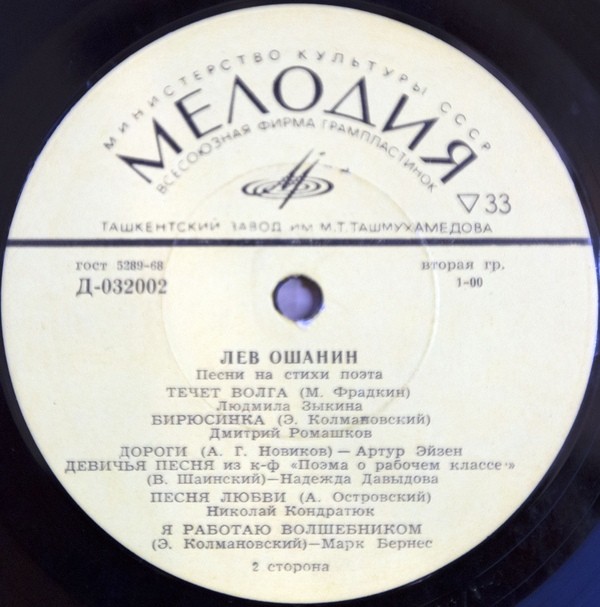 МИНИСТЕРСТВО КУЛЬТУРЫ СССР
МЕЛОДИЯ
ВСЕСОЮЗНАЯ ФИРМА ГРАМПЛАСТИНОК
▽ 33
ТАШКЕНТСКИЙ ЗАВОД ИМ М.Т.ТАШМУХАМЕДОВА
гост 5289-68
вторая гр.
Д-032002
1-00
ЛЕВ ОШАНИН
Песни на стихи поэта
ТЕЧЕТ ВОЛГА (М. Фрадкин)
Людмила Зыкина
БИРЮСИНКА (Э. Колмановский)
Дмитрий Ромашков
ДОРОГИ (А. Г. Новиков) — Артур Эйзен
ДЕВИЧЬЯ ПЕСНЯ из к-ф «Поэма о рабочем классе»
(В. Шаинский)—Надежда Давыдова
ПЕСНЯ ЛЮБВИ (А. Островский)
Николай Кондратюк
Я РАБОТАЮ ВОЛШЕБНИКОМ
(Э. Колмановский)—Марк Бернес
2 сторона